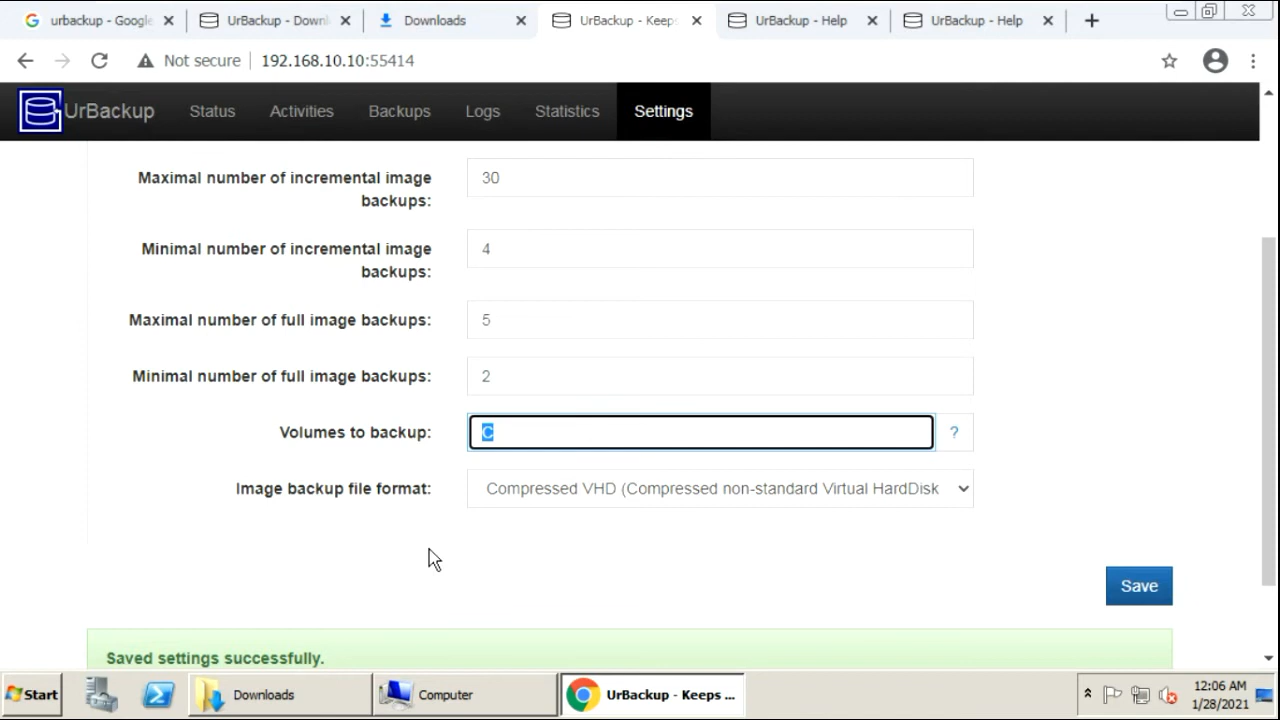 urbackup - Google
UrBackup - Downl
Downloads
UrBackup - Keeps
UrBackup - Help
UrBackup - Help
Not secure
192.168.10.10:55414
UrBackup
Status
Activities
Backups
Logs
Statistics
Settings
Maximal number of incremental image
backups:
30
Minimal number of incremental image
backups:
4
Maximal number of full image backups:
5
Minimal number of full image backups:
2
Volumes to backup:
C
?
Image backup file format:
Compressed VHD (Compressed non-standard Virtual HardDisk
Save
Saved settings successfully.
Start
Downloads
Computer
UrBackup - Keeps ...
12:06 AM
1/28/2021